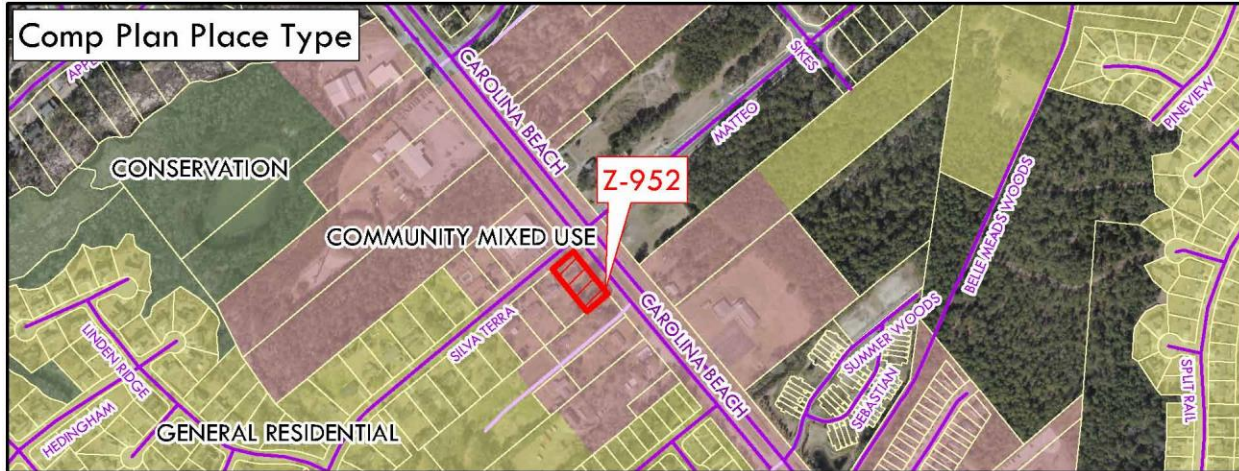 Comp Plan Place Type
CAROLINA BEACH
SIKES
MATTEO
PINEVIEW
CONSERVATION
Z-952
COMMUNITY MIXED USE
BELLE MEADS WOODS
LINDEN RIDGE
SILVA TERRA
CAROLINA BEACH
SUMMER WOODS
SEBASTIAN
SPLIT RAIL
HEDINGHAM
GENERAL RESIDENTIAL